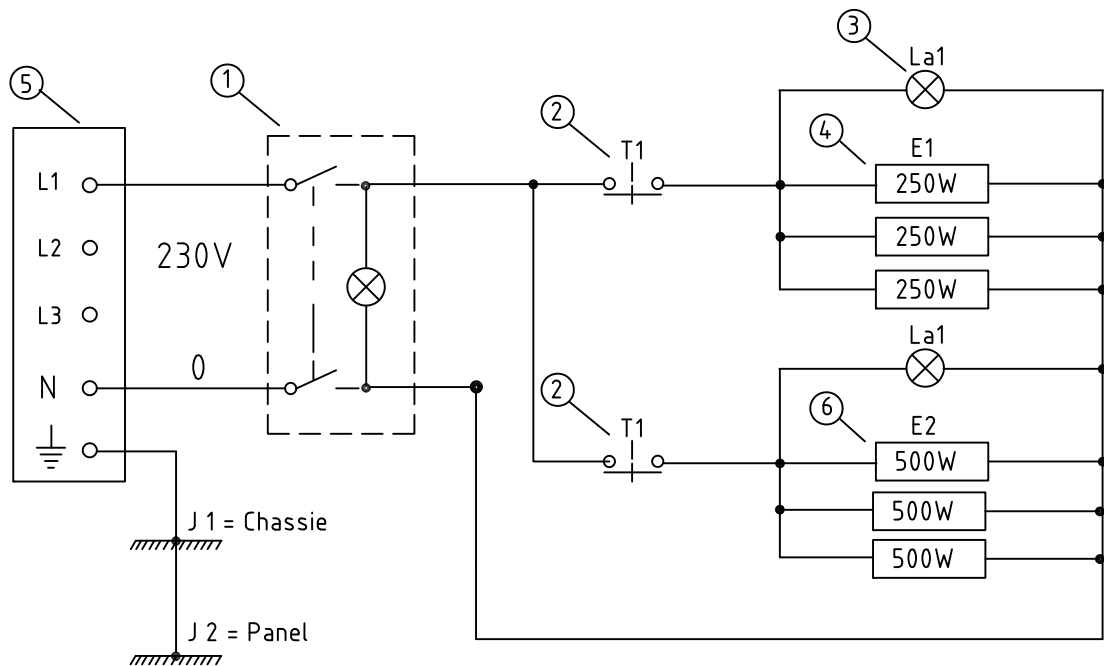 3
La1
5
1
2
4
T1
E1
L1
250W
L2
230V
250W
L3
250W
La1
N
0
2
6
T1
E2
500W
500W
J 1 = Chassie
500W
J 2 = Panel